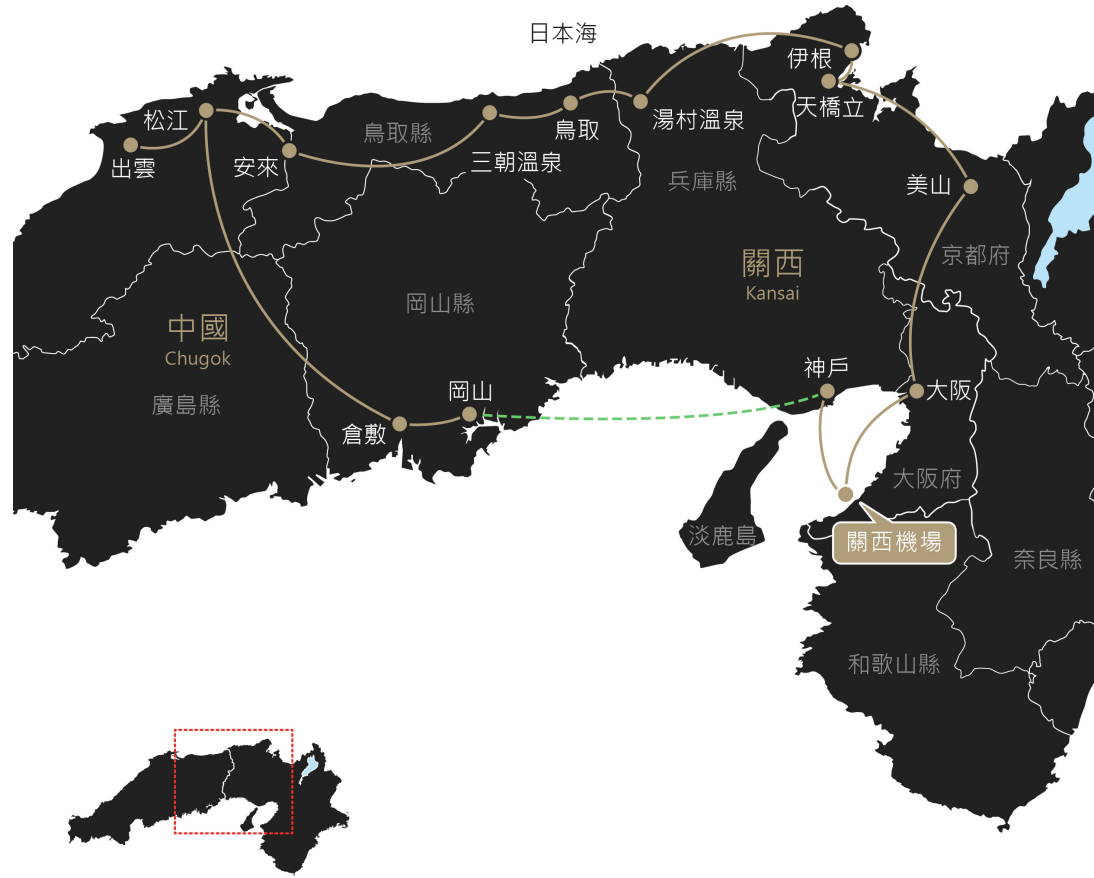 日本海
伊根
天橋立
松江
鳥取縣
鳥取
湯村溫泉
出雲
安來
三朝溫泉
兵庫縣
美山
京都府
關西
Kansai
岡山縣
中國
Chugok
廣島縣
神戶
岡山
大阪
倉敷
大阪府
淡鹿島
關西機場
奈良縣
和歌山縣